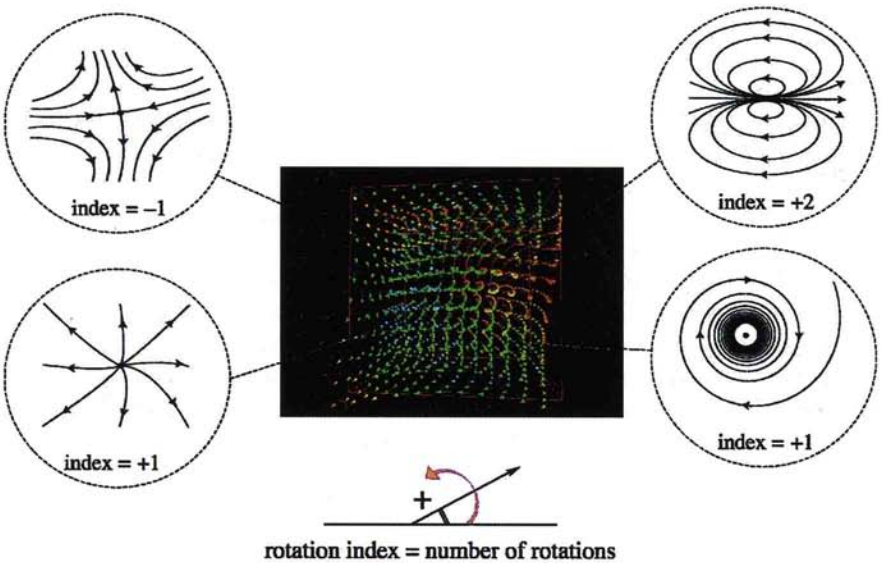 index = –1
index = +2
index = +1
index = +1
+
rotation index = number of rotations